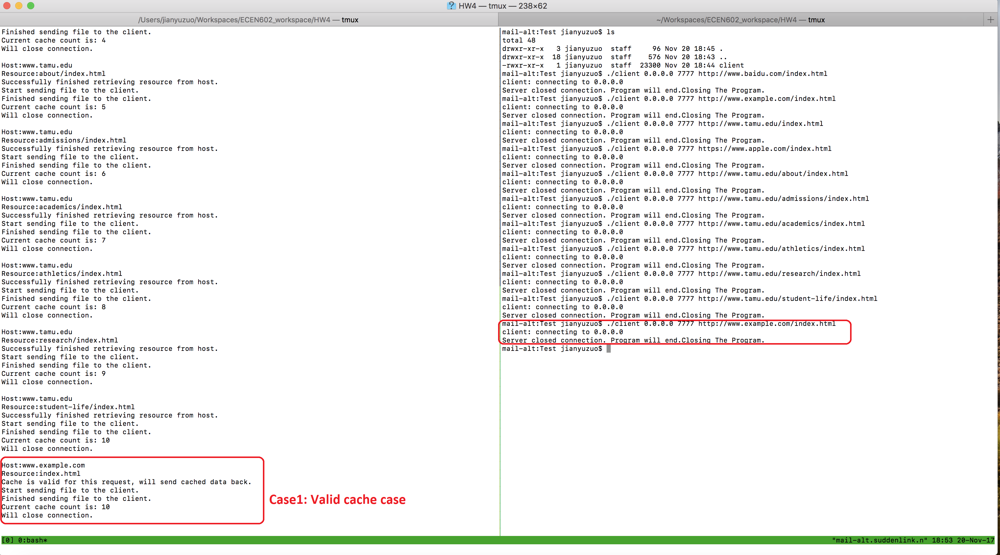 HW4 — tmux — 238×62
/Users/jianyuzuo/Workspaces/ECEN602_workspace/HW4 — tmux
~/Workspaces/ECEN602_workspace/HW4 — tmux
Finished sending file to the client.
Current cache count is: 4
Will close connection.
Host:www.tamu.edu
Resource:about/index.html
Successfully finished retrieving resource from host.
Start sending file to the client.
Finished sending file to the client.
Current cache count is: 5
Will close connection.
Host:www.tamu.edu
Resource:admissions/index.html
Successfully finished retrieving resource from host.
Start sending file to the client.
Finished sending file to the client.
Current cache count is: 6
Will close connection.
Host:www.tamu.edu
Resource:academics/index.html
Successfully finished retrieving resource from host.
Start sending file to the client.
Finished sending file to the client.
Current cache count is: 7
Will close connection.
Host:www.tamu.edu
Resource:athletics/index.html
Successfully finished retrieving resource from host.
Start sending file to the client.
Finished sending file to the client.
Current cache count is: 8
Will close connection.
Host:www.tamu.edu
Resource:research/index.html
Successfully finished retrieving resource from host.
Start sending file to the client.
Finished sending file to the client.
Current cache count is: 9
Will close connection.
Host:www.tamu.edu
Resource:student-life/index.html
Successfully finished retrieving resource from host.
Start sending file to the client.
Finished sending file to the client.
Current cache count is: 10
Will close connection.
Host:www.example.com
Resource:index.html
Cache is valid for this request, will send cached data back.
Start sending file to the client.
Finished sending file to the client.
Current cache count is: 10
Will close connection.
Case1: Valid cache case
mail-alt:Test jianyuzuo$ ls
total 48
drwxr-xr-x   3 jianyuzuo  staff     96 Nov 20 18:45 .
drwxr-xr-x  18 jianyuzuo  staff    576 Nov 20 18:43 ..
-rwxr-xr-x   1 jianyuzuo  staff  23300 Nov 20 18:44 client
mail-alt:Test jianyuzuo$ ./client 0.0.0.0 7777 http://www.baidu.com/index.html
client: connecting to 0.0.0.0
Server closed connection. Program will end.Closing The Program.
mail-alt:Test jianyuzuo$ ./client 0.0.0.0 7777 http://www.example.com/index.html
client: connecting to 0.0.0.0
Server closed connection. Program will end.Closing The Program.
mail-alt:Test jianyuzuo$ ./client 0.0.0.0 7777 http://www.tamu.edu/index.html
client: connecting to 0.0.0.0
Server closed connection. Program will end.Closing The Program.
mail-alt:Test jianyuzuo$ ./client 0.0.0.0 7777 https://www.apple.com/index.html
client: connecting to 0.0.0.0
Server closed connection. Program will end.Closing The Program.
mail-alt:Test jianyuzuo$ ./client 0.0.0.0 7777 http://www.tamu.edu/about/index.html
client: connecting to 0.0.0.0
Server closed connection. Program will end.Closing The Program.
mail-alt:Test jianyuzuo$ ./client 0.0.0.0 7777 http://www.tamu.edu/admissions/index.html
client: connecting to 0.0.0.0
Server closed connection. Program will end.Closing The Program.
mail-alt:Test jianyuzuo$ ./client 0.0.0.0 7777 http://www.tamu.edu/academics/index.html
client: connecting to 0.0.0.0
Server closed connection. Program will end.Closing The Program.
mail-alt:Test jianyuzuo$ ./client 0.0.0.0 7777 http://www.tamu.edu/athletics/index.html
client: connecting to 0.0.0.0
Server closed connection. Program will end.Closing The Program.
mail-alt:Test jianyuzuo$ ./client 0.0.0.0 7777 http://www.tamu.edu/research/index.html
client: connecting to 0.0.0.0
Server closed connection. Program will end.Closing The Program.
mail-alt:Test jianyuzuo$ ./client 0.0.0.0 7777 http://www.tamu.edu/student-life/index.html
client: connecting to 0.0.0.0
Server closed connection. Program will end.Closing The Program.
mail-alt:Test jianyuzuo$ ./client 0.0.0.0 7777 http://www.example.com/index.html
client: connecting to 0.0.0.0
Server closed connection. Program will end.Closing The Program.
mail-alt:Test jianyuzuo$
[0] 0:bash*
"mail-alt.suddenlink.n" 18:53 20-Nov-17